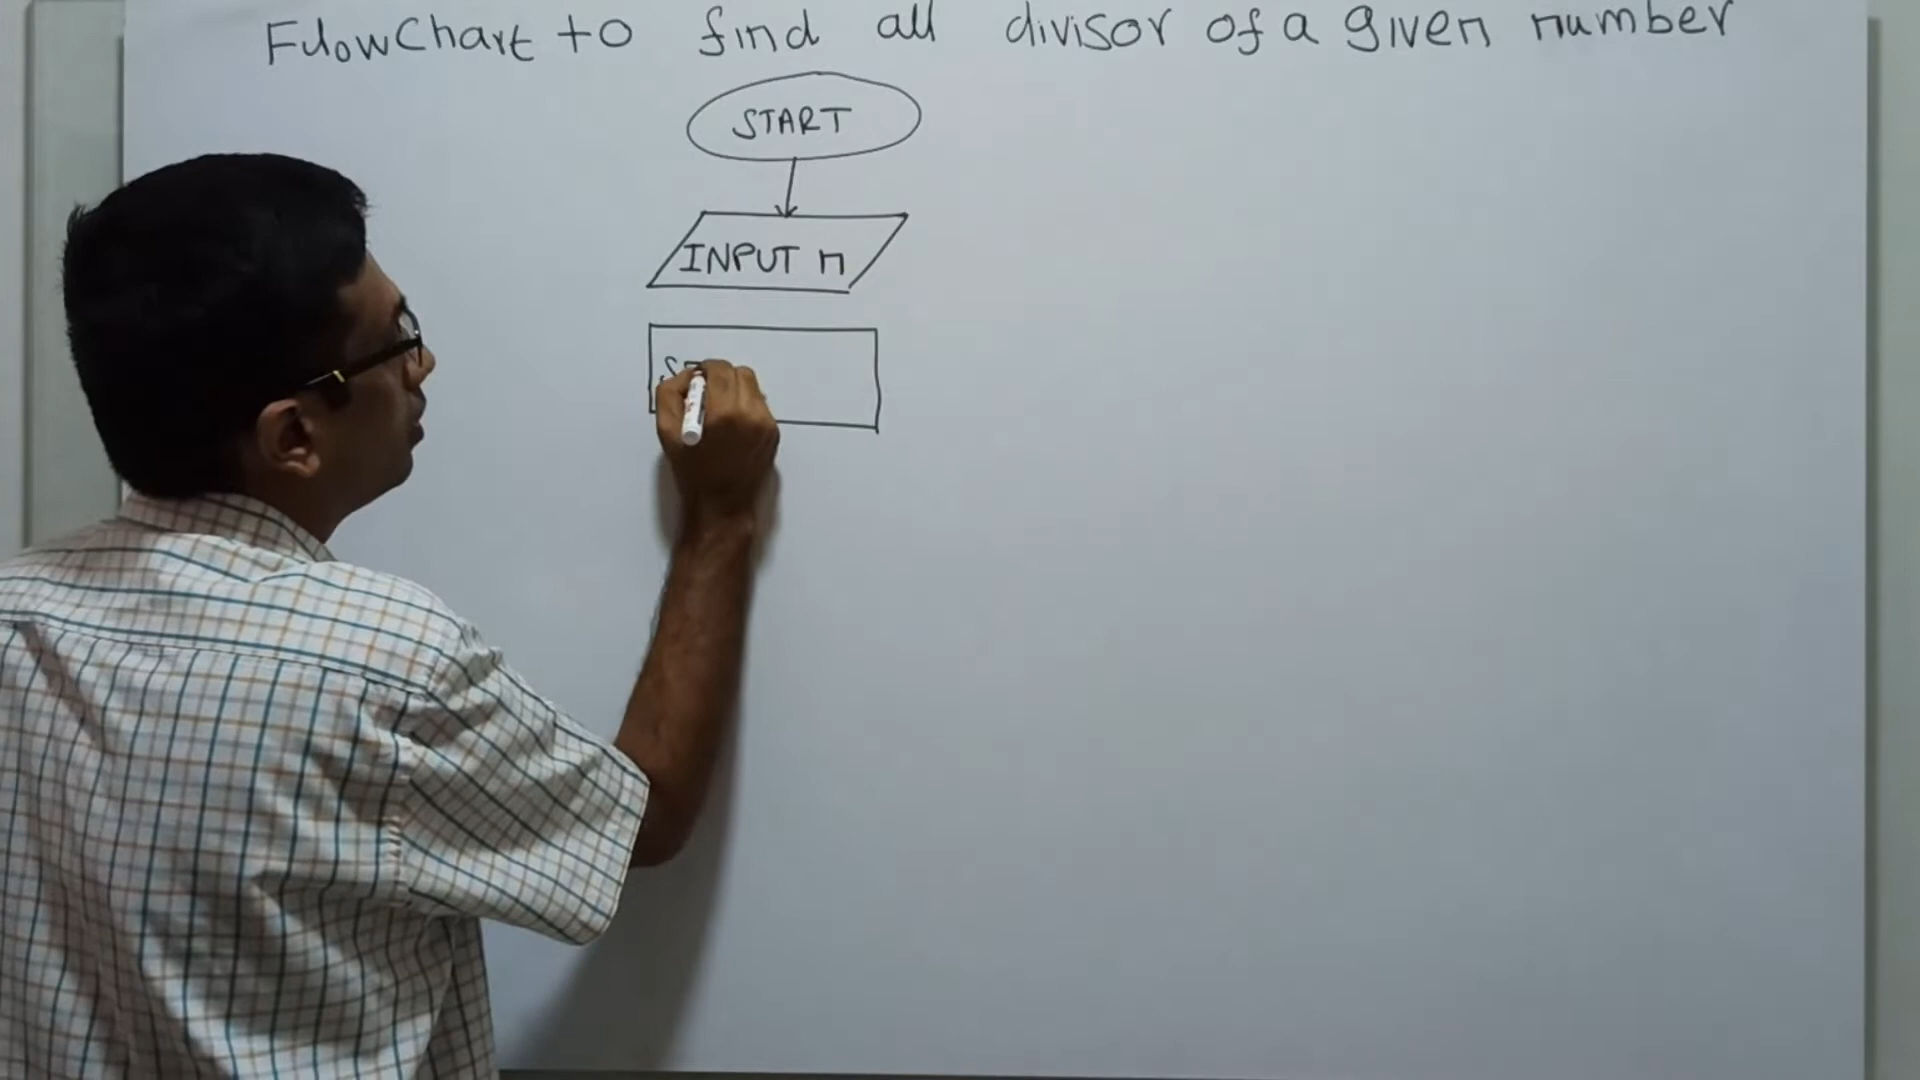 FlowChart to find all divisor of a given number
START
INPUT n